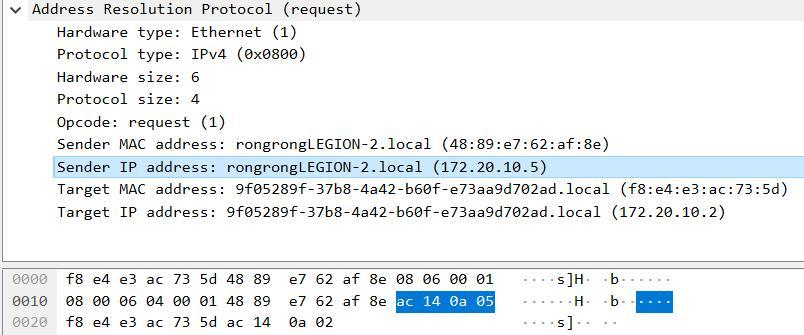 Address Resolution Protocol (request)
Hardware type: Ethernet (1)
Protocol type: IPv4 (0x0800)
Hardware size: 6
Protocol size: 4
Opcode: request (1)
Sender MAC address: rongrongLEGION-2.local (48:89:e7:62:af:8e)
Sender IP address: rongrongLEGION-2.local (172.20.10.5)
Target MAC address: 9f05289f-37b8-4a42-b60f-e73aa9d702ad.local (f8:e4:e3:ac:73:5d)
Target IP address: 9f05289f-37b8-4a42-b60f-e73aa9d702ad.local (172.20.10.2)
0000 f8 e4 e3 ac 73 5d 48 89 e7 62 af 8e 08 06 00 01 ····s]H· ·b······
0010 08 00 06 04 00 01 48 89 e7 62 af 8e ac 14 0a 05 ······H· ·b······
0020 f8 e4 e3 ac 73 5d ac 14 0a 02 ····s]·· ··